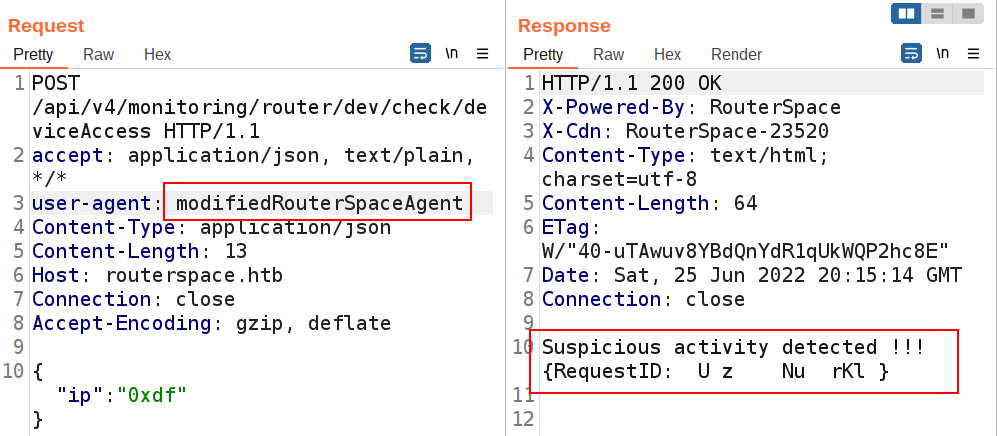 Request
Pretty Raw Hex \n
1 POST
/api/v4/monitoring/router/dev/check/de
viceAccess HTTP/1.1
2 accept: application/json, text/plain,
*/*
3 user-agent: modifiedRouterSpaceAgent
4 Content-Type: application/json
5 Content-Length: 13
6 Host: routerspace.htb
7 Connection: close
8 Accept-Encoding: gzip, deflate
9
10 {
"ip":"0xdf"
}
Response
Pretty Raw Hex Render \n
1 HTTP/1.1 200 OK
2 X-Powered-By: RouterSpace
3 X-Cdn: RouterSpace-23520
4 Content-Type: text/html;
charset=utf-8
5 Content-Length: 64
6 ETag:
W/"40-uTAwuv8YBdQnYdR1qUkWQP2hc8E"
7 Date: Sat, 25 Jun 2022 20:15:14 GMT
8 Connection: close
9
10 Suspicious activity detected !!!
{RequestID:  U z    Nu  rKl }
11
12